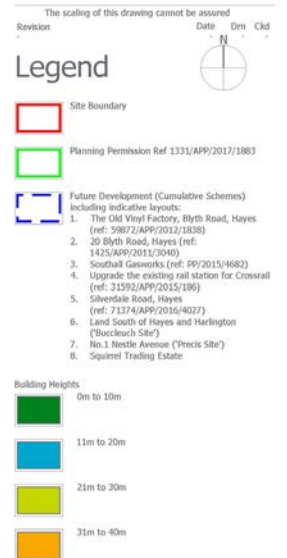 The scaling of this drawing cannot be assured
Revision Date Drn Ckd
- - - -
N
Legend
Site Boundary
Planning Permission Ref 1331/APP/2017/1883
Future Development (Cumulative Schemes)
including indicative layouts:
1. The Old Vinyl Factory, Blyth Road, Hayes
(ref: 59872/APP/2012/1838)
2. 20 Blyth Road, Hayes (ref:
1425/APP/2011/3040)
3. Southall Gasworks (ref: PP/2015/4682)
4. Upgrade the existing rail station for Crossrail
(ref: 31592/APP/2015/186)
5. Silverdale Road, Hayes
(ref: 71374/APP/2016/4027)
6. Land South of Hayes and Harlington
('Buccleuch Site')
7. No.1 Nestle Avenue ('Precis Site')
8. Squirrel Trading Estate
Building Heights
0m to 10m
11m to 20m
21m to 30m
31m to 40m